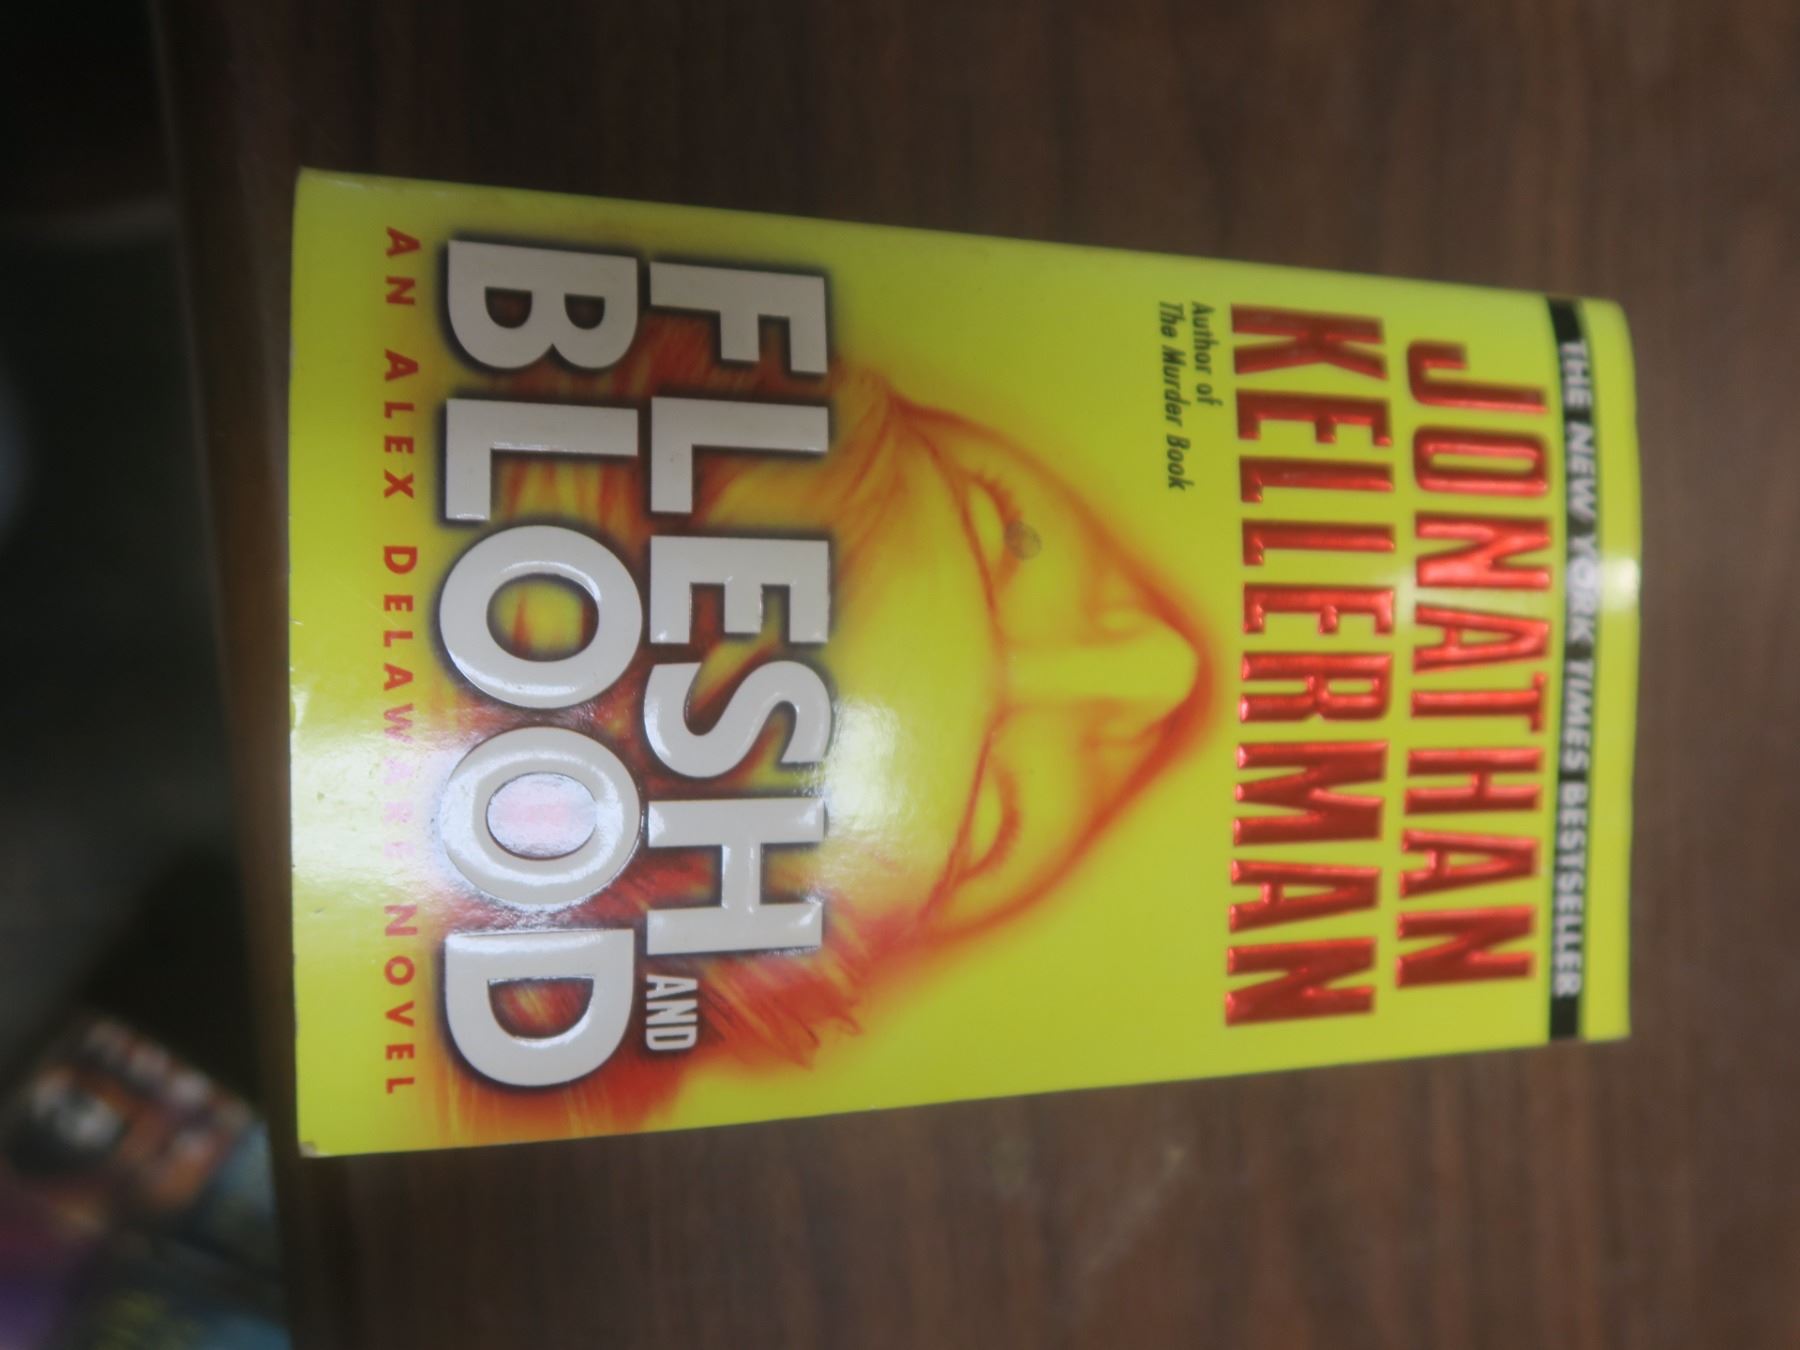 THE NEW YORK TIMES BESTSELLER
JONATHAN
KELLERMAN
Author of
The Murder Book
FLESH AND
BLOOD
AN ALEX DELAWARE NOVEL